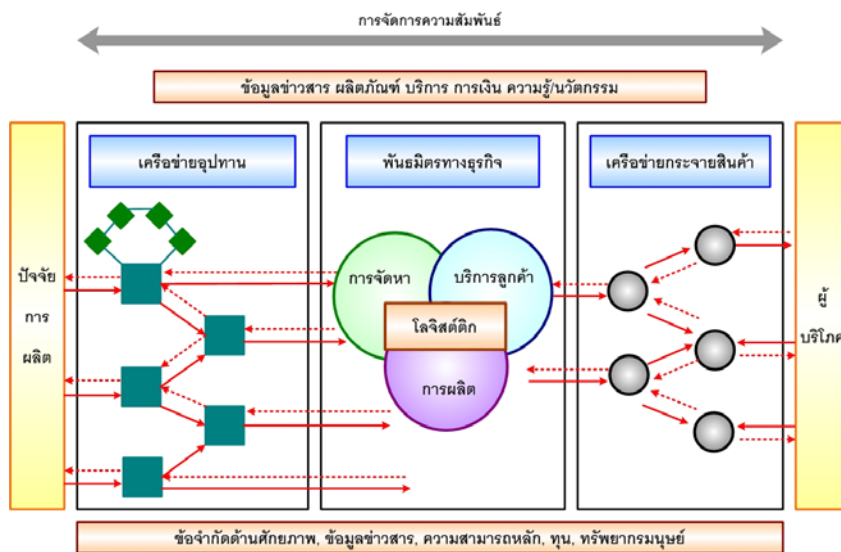 การจัดการความสัมพันธ์
ข้อมูลข่าวสาร ผลิตภัณฑ์ บริการ การเงิน ความรู้/นวัตกรรม
เครือข่ายอุปทาน
พันธมิตรทางธุรกิจ
เครือข่ายกระจายสินค้า
ปัจจัย
การ
ผลิต
การจัดหา
บริการลูกค้า
โลจิสต์ติก
การผลิต
ผู้
บริโภค
ข้อจำกัดด้านศักยภาพ, ข้อมูลข่าวสาร, ความสามารถหลัก, ทุน, ทรัพยากรมนุษย์